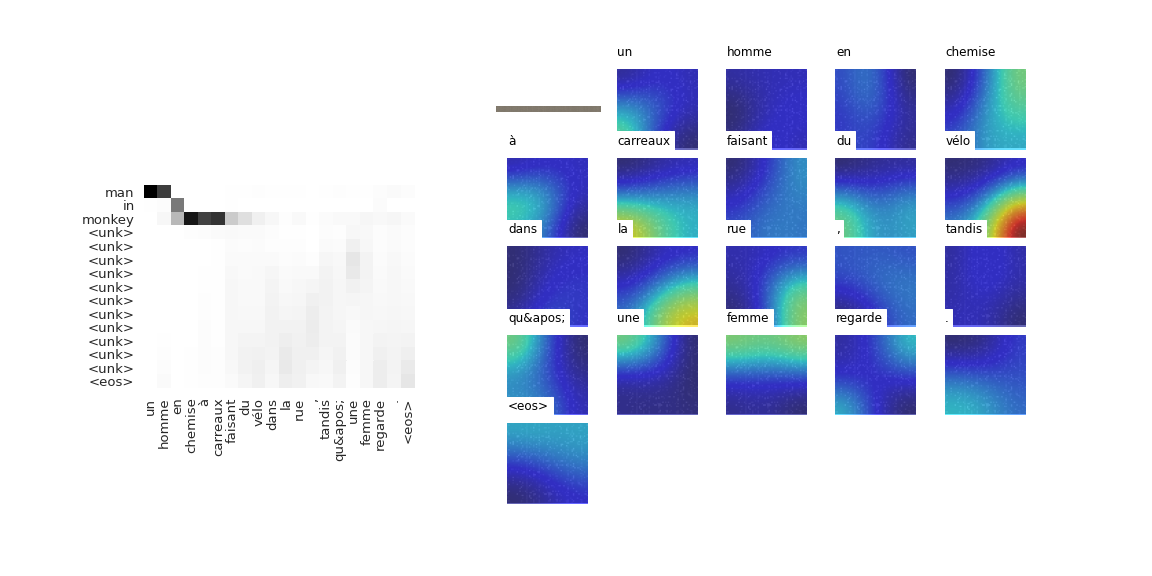 man
in
monkey
<unk>
<unk>
<unk>
<unk>
<unk>
<unk>
<unk>
<unk>
<unk>
<unk>
<unk>
<eos>
un
homme
en
chemise
à
carreaux
faisant
du
vélo
dans
la
rue
,
tandis
qu&apos;
une
femme
regarde
.
<eos>
un homme en chemise
à carreaux faisant du vélo
dans la rue , tandis
qu&apos; une femme regarde .
<eos>